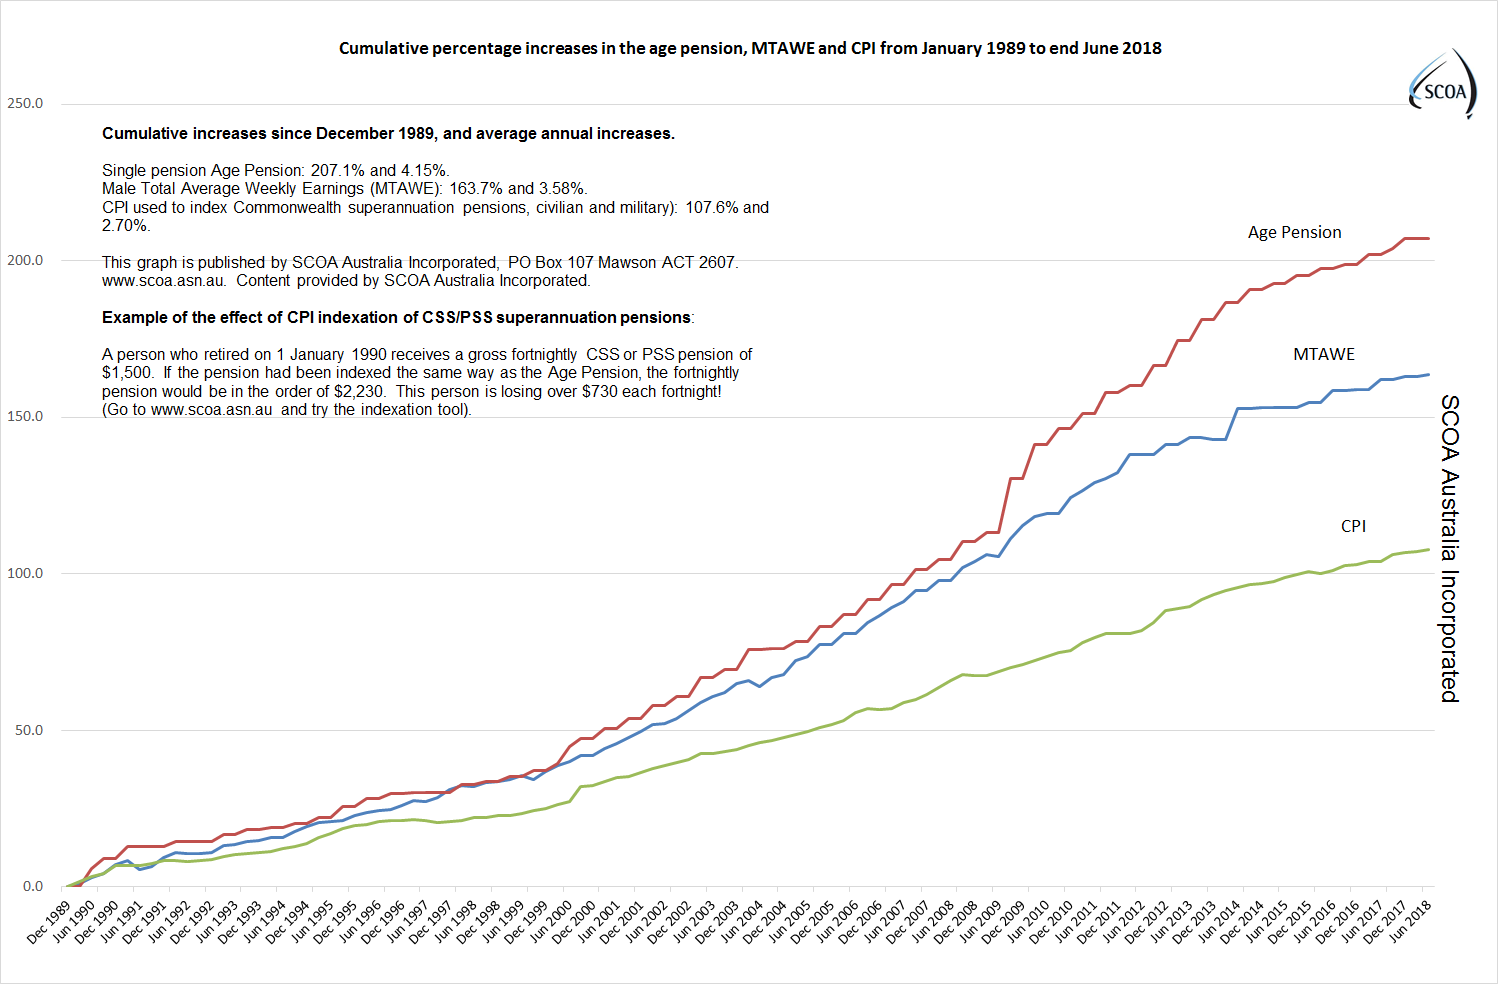 Cumulative percentage increases in the age pension, MTAWE and CPI from January 1989 to end June 2018
SCOA
250.0
Cumulative increases since December 1989, and average annual increases.
Single pension Age Pension: 207.1% and 4.15%.
Male Total Average Weekly Earnings (MTAWE): 163.7% and 3.58%.
CPI used to index Commonwealth superannuation pensions, civilian and military): 107.6% and
2.70%.
This graph is published by SCOA Australia Incorporated, PO Box 107 Mawson ACT 2607.
www.scoa.asn.au. Content provided by SCOA Australia Incorporated.
Example of the effect of CPI indexation of CSS/PSS superannuation pensions:
A person who retired on 1 January 1990 receives a gross fortnightly CSS or PSS pension of
$1,500. If the pension had been indexed the same way as the Age Pension, the fortnightly
pension would be in the order of $2,230. This person is losing over $730 each fortnight!
(Go to www.scoa.asn.au and try the indexation tool).
Age Pension
200.0
MTAWE
150.0
SCOA Australia Incorporated
CPI
100.0
50.0
0.0
Dec 1989
Jun 1990
Dec 1990
Jun 1991
Dec 1991
Jun 1992
Dec 1992
Jun 1993
Dec 1993
Jun 1994
Dec 1994
Jun 1995
Dec 1995
Jun 1996
Dec 1996
Jun 1997
Dec 1997
Jun 1998
Dec 1998
Jun 1999
Dec 1999
Jun 2000
Dec 2000
Jun 2001
Dec 2001
Jun 2002
Dec 2002
Jun 2003
Dec 2003
Jun 2004
Dec 2004
Jun 2005
Dec 2005
Jun 2006
Dec 2006
Jun 2007
Dec 2007
Jun 2008
Dec 2008
Jun 2009
Dec 2009
Jun 2010
Dec 2010
Jun 2011
Dec 2011
Jun 2012
Dec 2012
Jun 2013
Dec 2013
Jun 2014
Dec 2014
Jun 2015
Dec 2015
Jun 2016
Dec 2016
Jun 2017
Dec 2017
Jun 2018